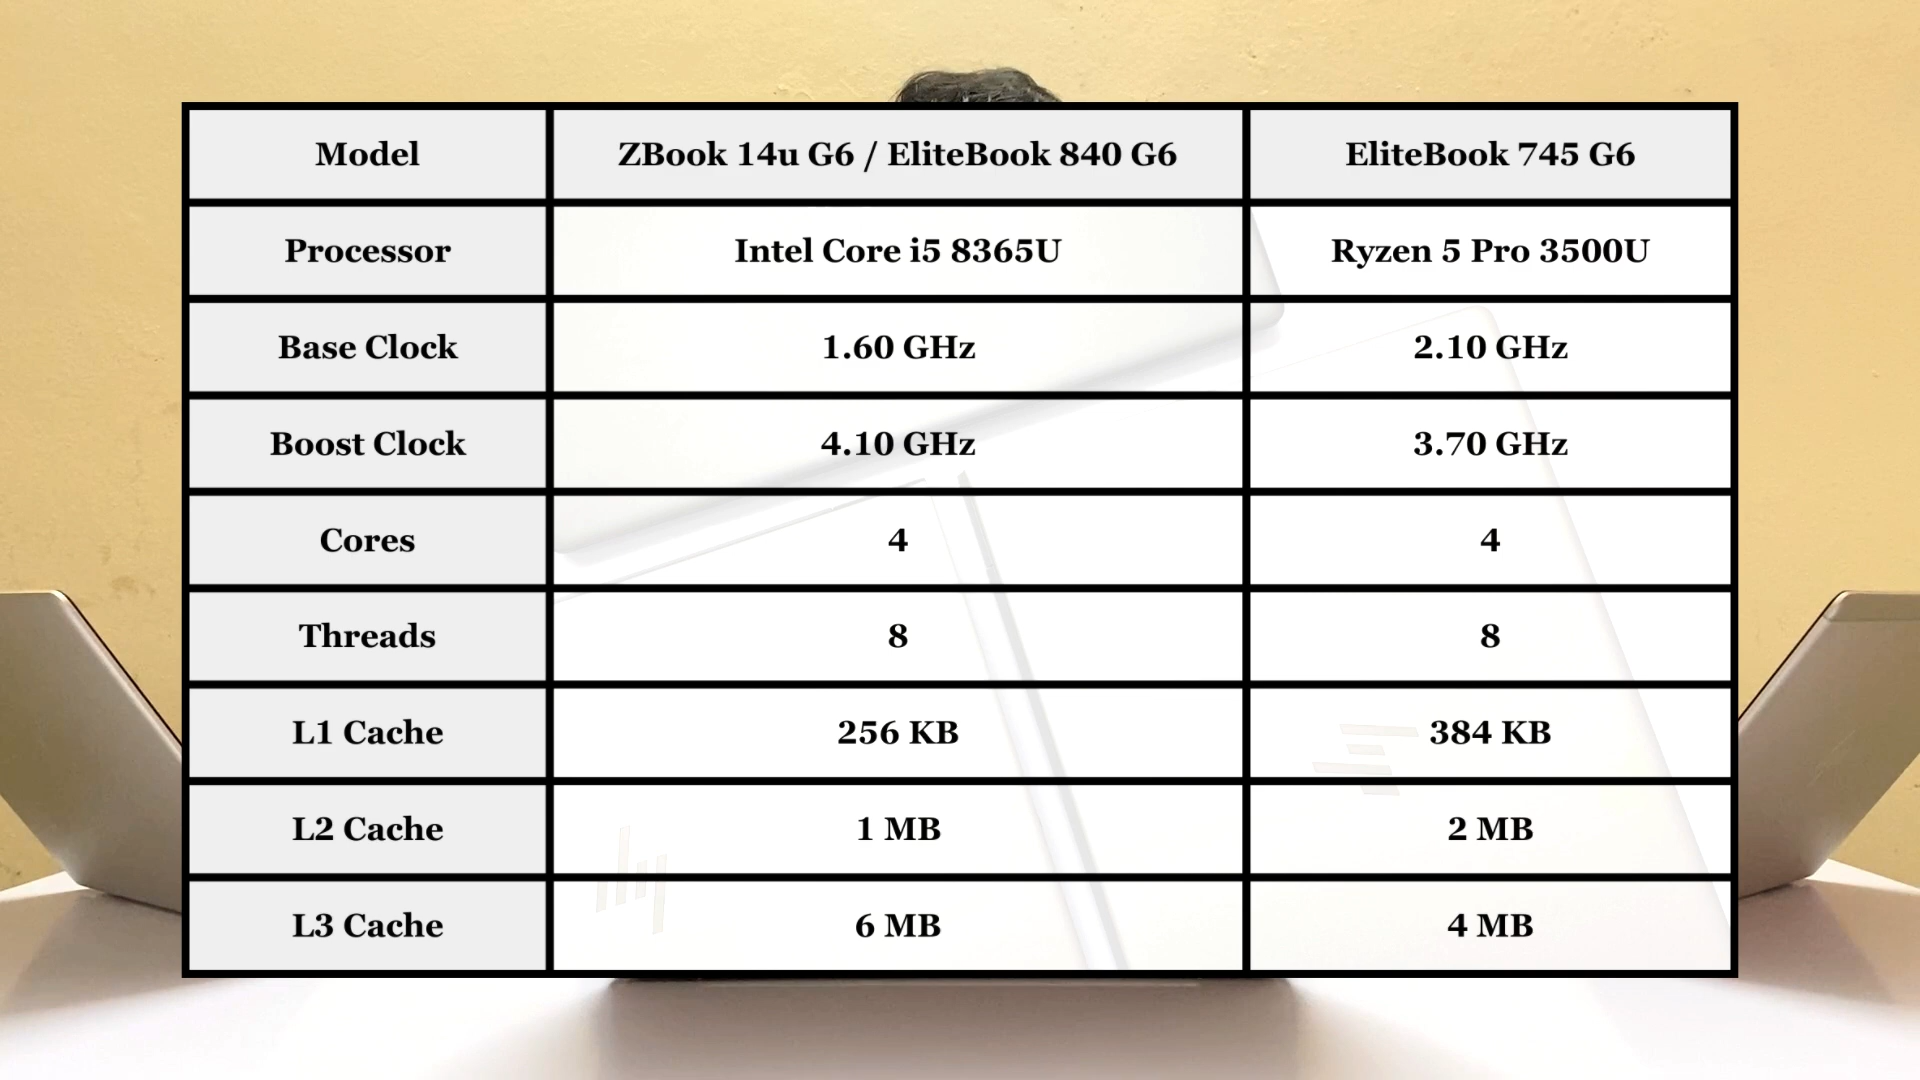 Model ZBook 14u G6 / EliteBook 840 G6 EliteBook 745 G6
Processor Intel Core i5 8365U Ryzen 5 Pro 3500U
Base Clock 1.60 GHz 2.10 GHz
Boost Clock 4.10 GHz 3.70 GHz
Cores 4 4
Threads 8 8
L1 Cache 256 KB 384 KB
L2 Cache 1 MB 2 MB
L3 Cache 6 MB 4 MB